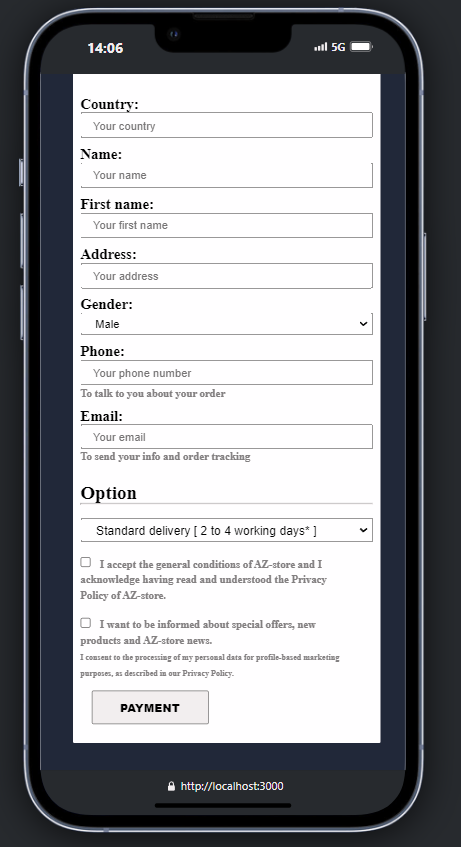 14:06
5G
Country:
Your country
Name:
Your name
First name:
Your first name
Address:
Your address
Gender:
Male
Phone:
Your phone number
To talk to you about your order
Email:
Your email
To send your info and order tracking
Option
Standard delivery [ 2 to 4 working days* ]
I accept the general conditions of AZ-store and I
acknowledge having read and understood the Privacy
Policy of AZ-store.
I want to be informed about special offers, new
products and AZ-store news.
I consent to the processing of my personal data for profile-based marketing
purposes, as described in our Privacy Policy.
PAYMENT
http://localhost:3000